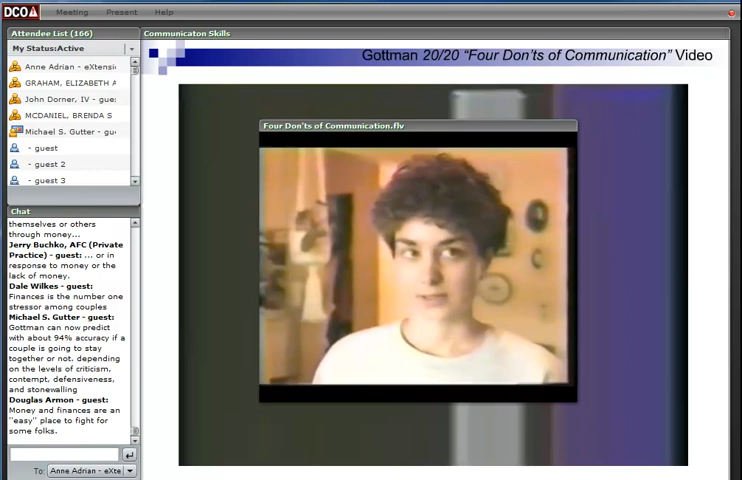 DCO
Meeting
Present
Help
Attendee List (166)
My Status:Active
Anne Adrian - eXtensi
GRAHAM, ELIZABETH A
John Dorner, IV - gue
MCDANIEL, BRENDA S
Michael S. Gutter - gu
- guest
- guest 2
- guest 3
Chat
themselves or others
through money...
Jerry Buchko, AFC (Private
Practice) - guest: ... or in
response to money or the
lack of money.
Dale Wilkes - guest:
Finances is the number one
stressor among couples
Michael S. Gutter - guest:
Gottman can now predict
with about 94% accuracy if a
couple is going to stay
together or not. depending
on the levels of criticism,
contempt, defensiveness,
and stonewalling
Douglas Armon - guest:
Money and finances are an
"easy" place to fight for
some folks.
To: Anne Adrian - eXte
Communicaton Skills
Gottman 20/20 "Four Don'ts of Communication" Video
Four Don'ts of Communication.flv